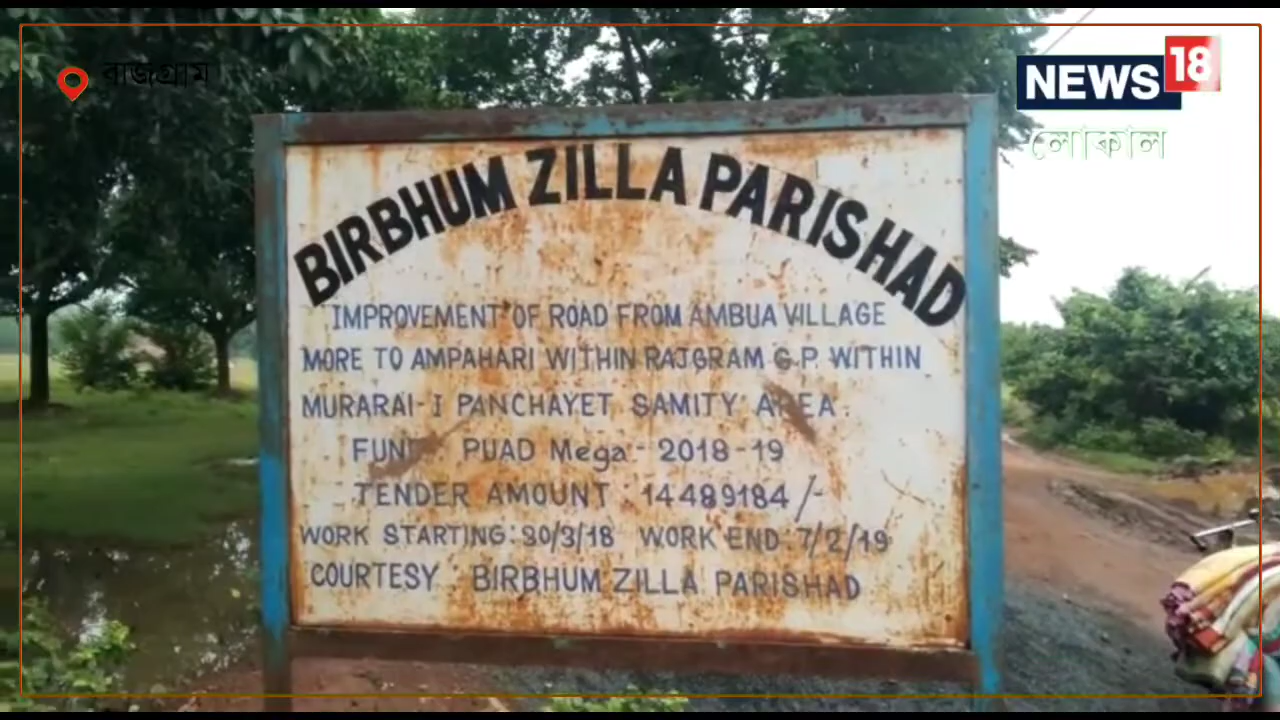 রাজগ্রাম
NEWS 18
লোকাল
BIRBHUM ZILLA PARISHAD
IMPROVEMENT OF ROAD FROM AMBUA VILLAGE
MORE TO AMPAHARI WITHIN RAJGRAM G.P. WITHIN
MURARAI-I PANCHAYET SAMITY AREA.
FUND PUAD Mega - 2018-19
TENDER AMOUNT : 14489184/-
WORK STARTING: 30/3/18 WORK END: 7/2/19
COURTESY : BIRBHUM ZILLA PARISHAD